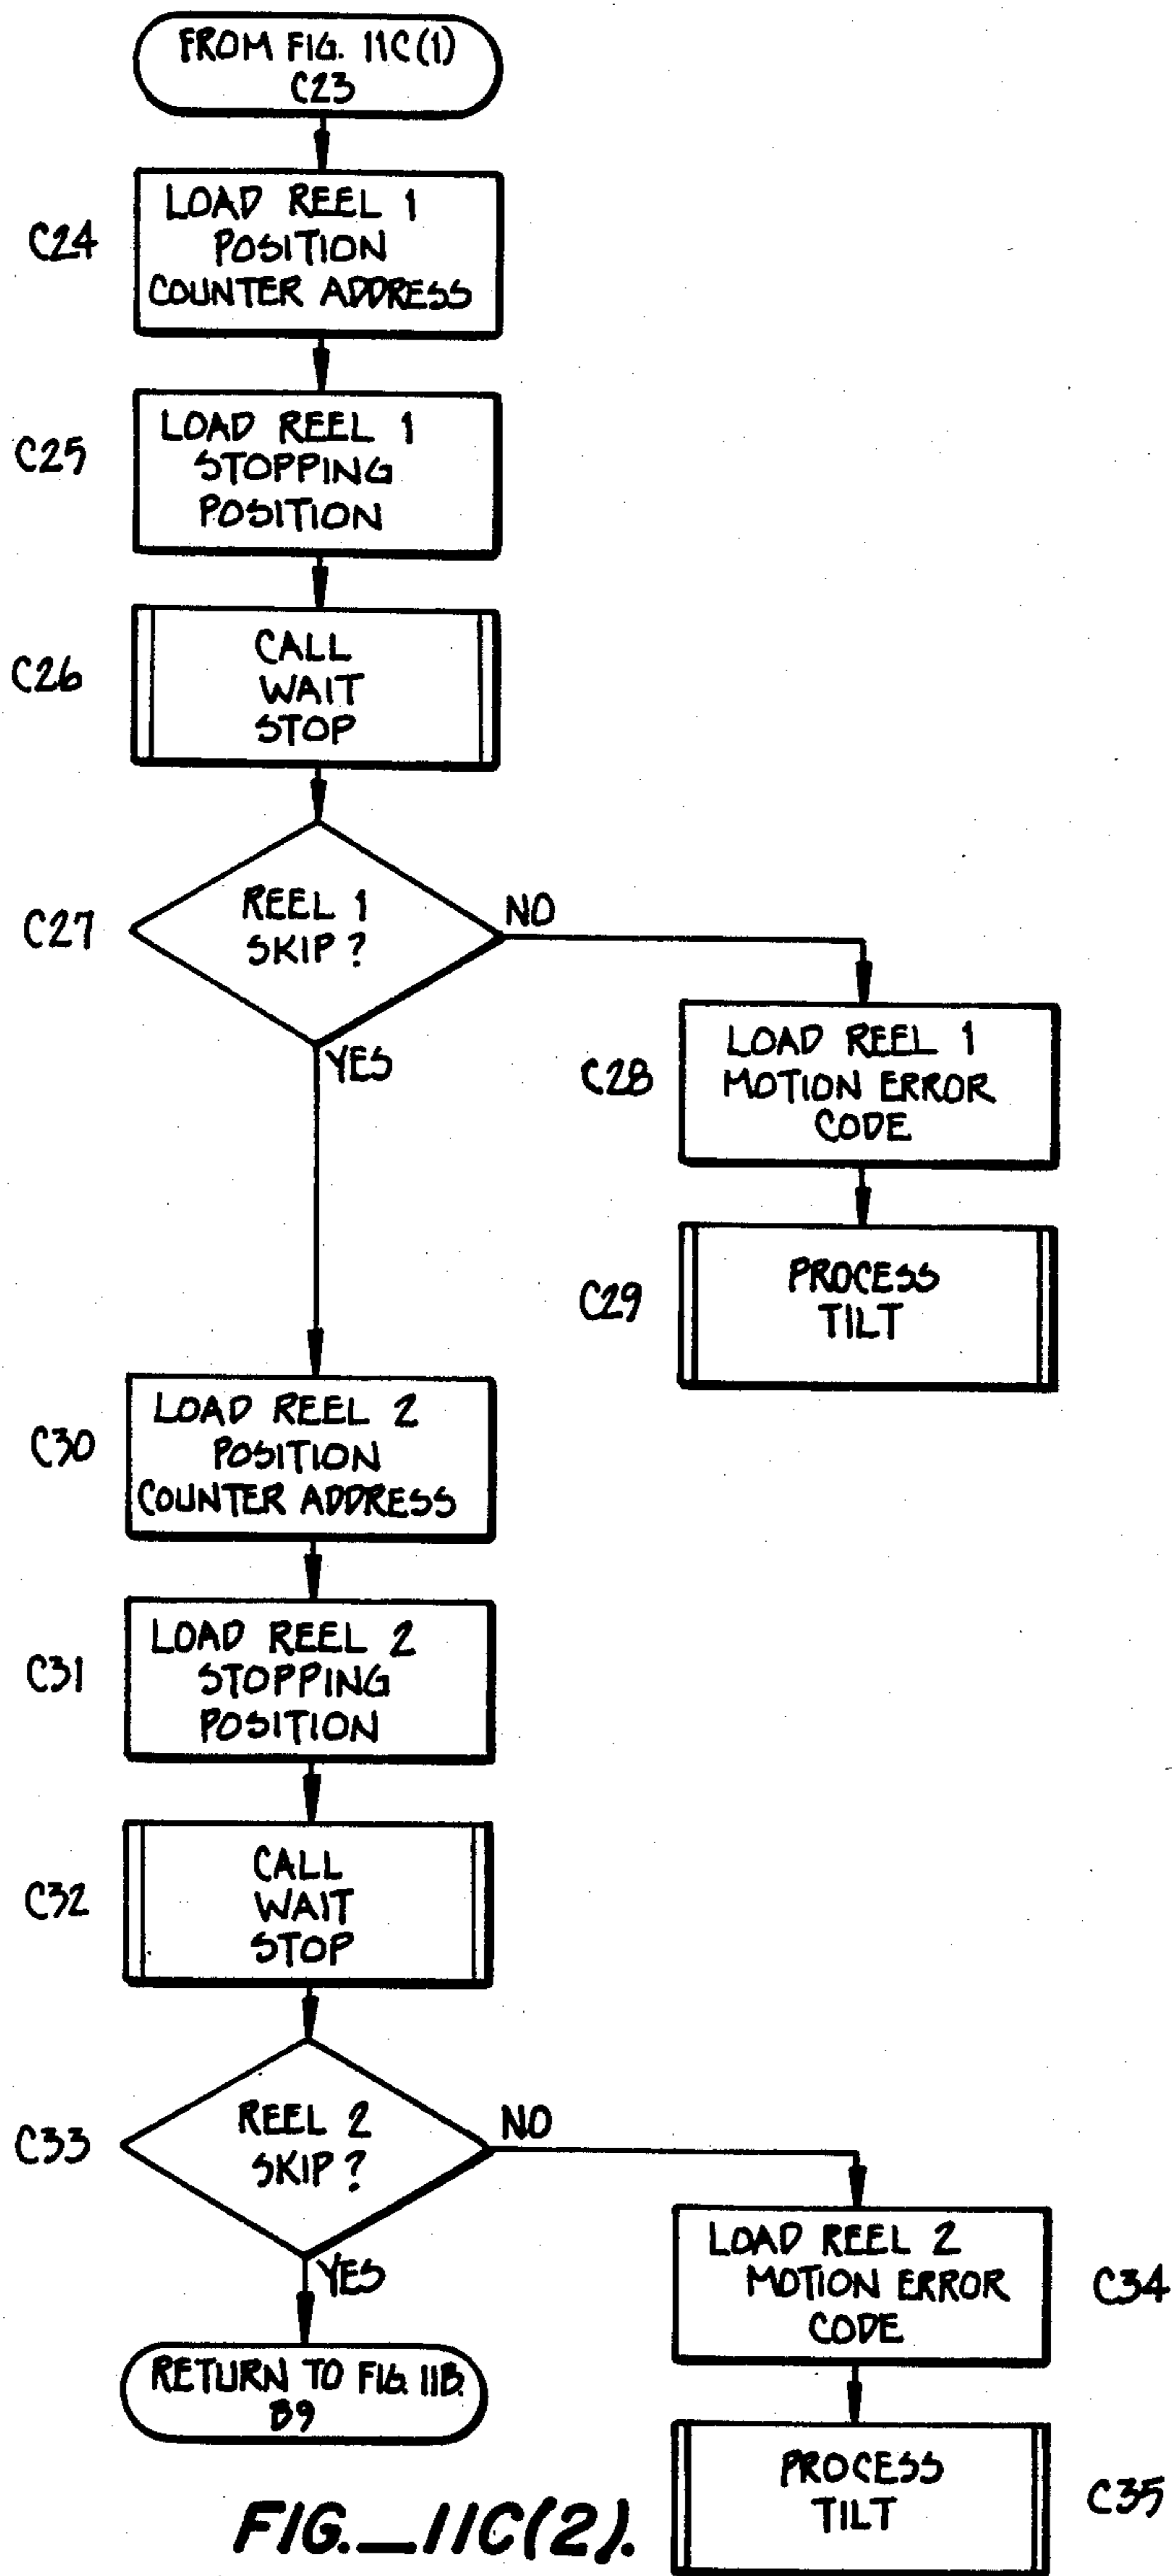 FROM FIG. 11C(1)
C23
C24
LOAD REEL 1
POSITION
COUNTER ADDRESS
C25
LOAD REEL 1
STOPPING
POSITION
C26
CALL
WAIT
STOP
C27
REEL 1
SKIP?
NO
YES
C28
LOAD REEL 1
MOTION ERROR
CODE
C29
PROCESS
TILT
C30
LOAD REEL 2
POSITION
COUNTER ADDRESS
C31
LOAD REEL 2
STOPPING
POSITION
C32
CALL
WAIT
STOP
C33
REEL 2
SKIP?
NO
YES
LOAD REEL 2
MOTION ERROR
CODE
C34
RETURN TO FIG. 11B.
B9
PROCESS
TILT
C35
FIG._11C(2).